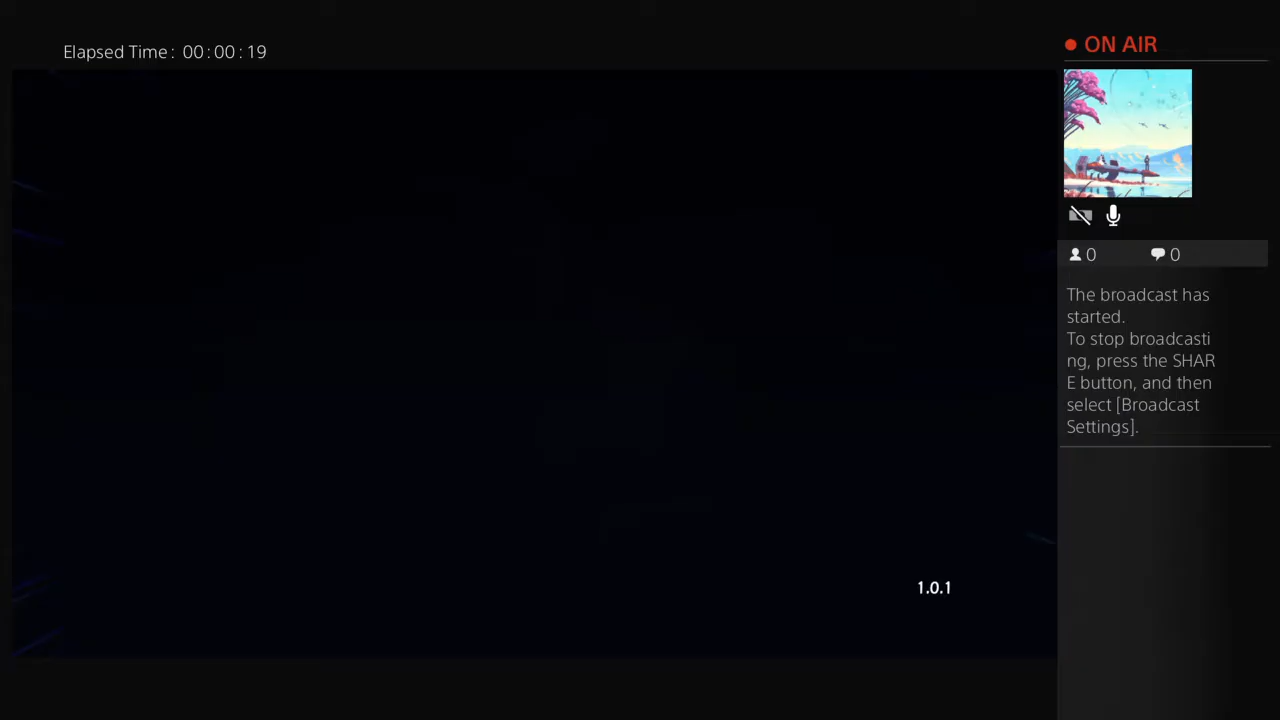 Elapsed Time: 00:00:19
ON AIR
0 0
The broadcast has
started.
To stop broadcasti
ng, press the SHAR
E button, and then
select [Broadcast
Settings].
1.0.1